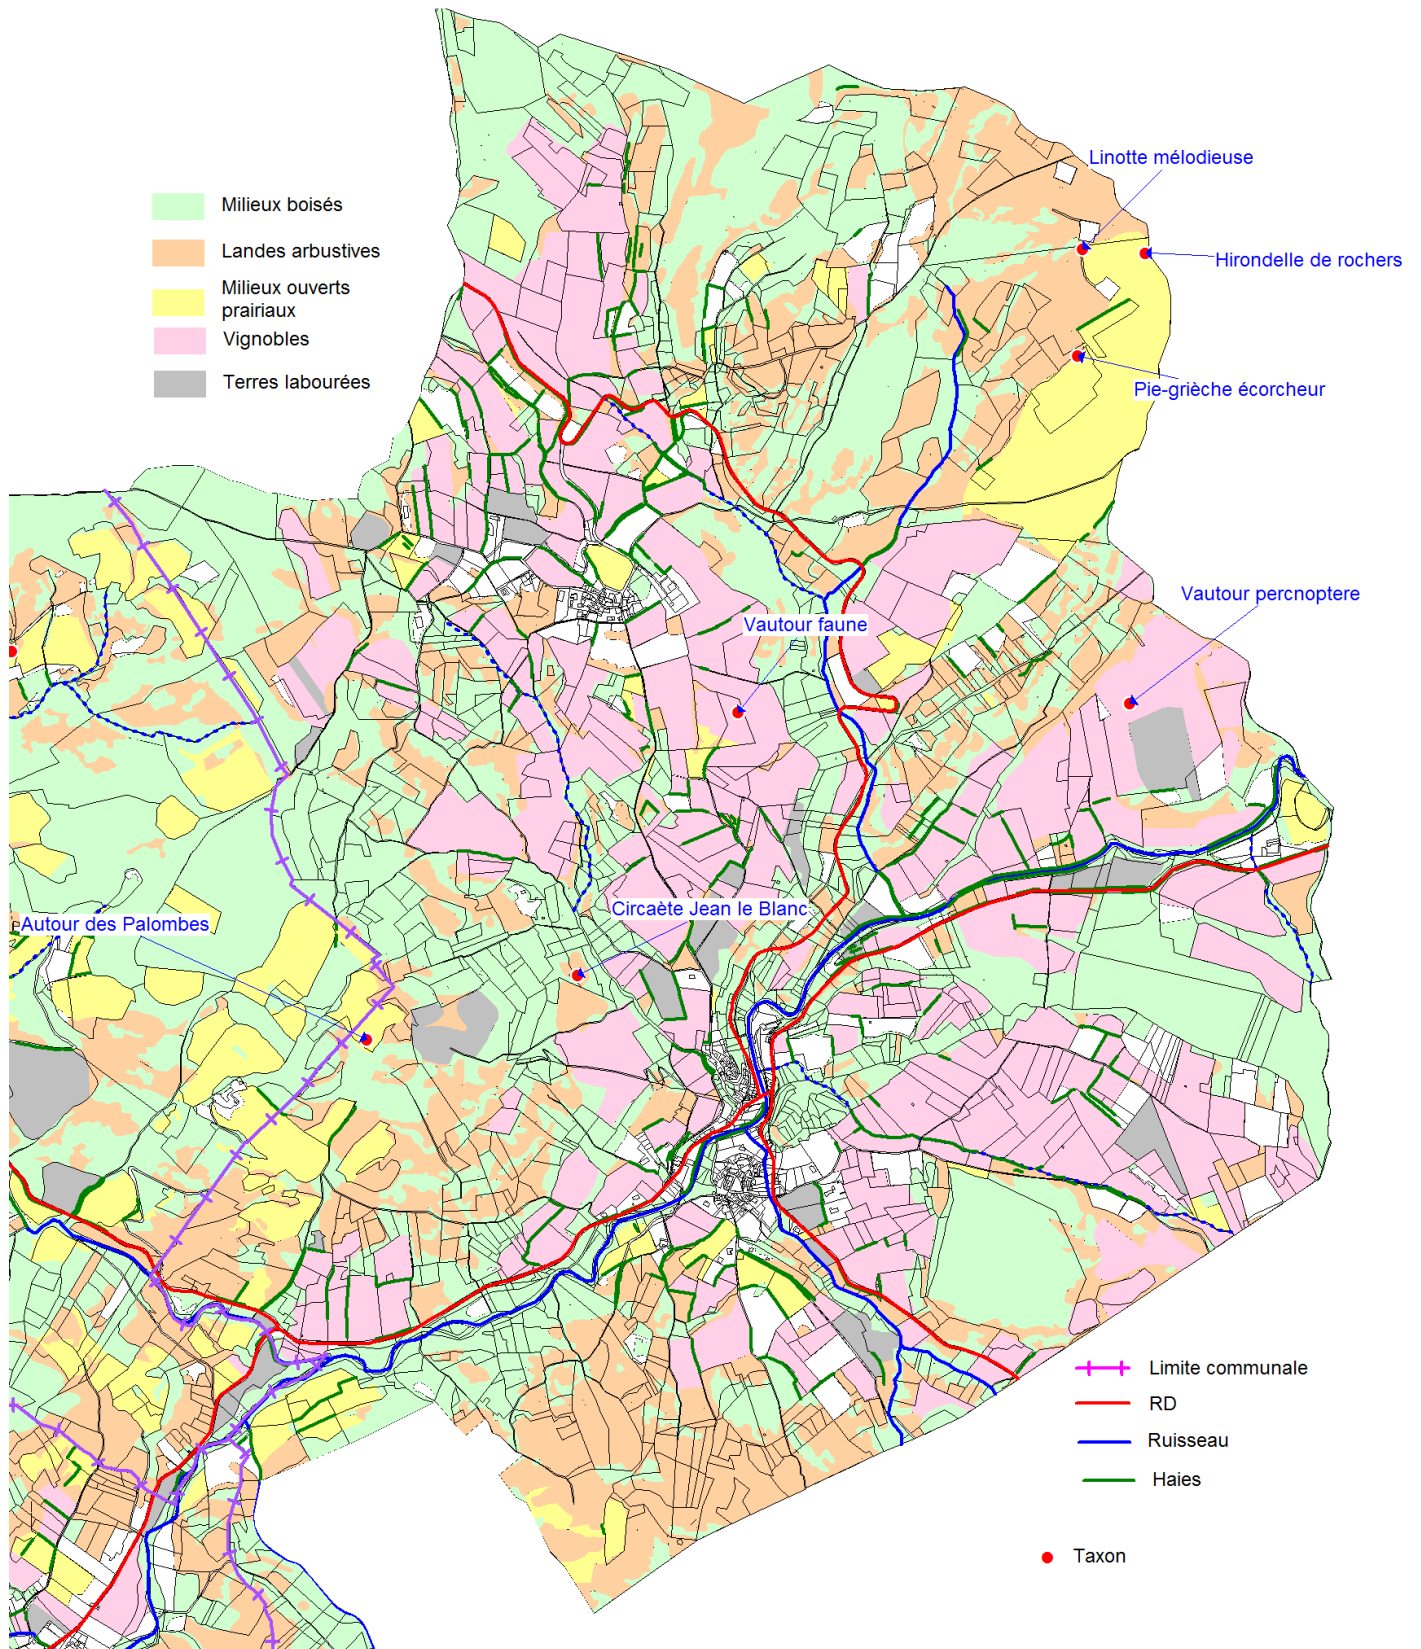 Linotte mélodieuse
Milieux boisés
Landes arbustives
Hirondelle de rochers
Milieux ouverts
prairiaux
Vignobles
Terres labourées
Pie-grièche écorcheur
Vautour percnoptere
Vautour faune
Circaète Jean le Blanc
Autour des Palombes
Limite communale
RD
Ruisseau
Haies
Taxon